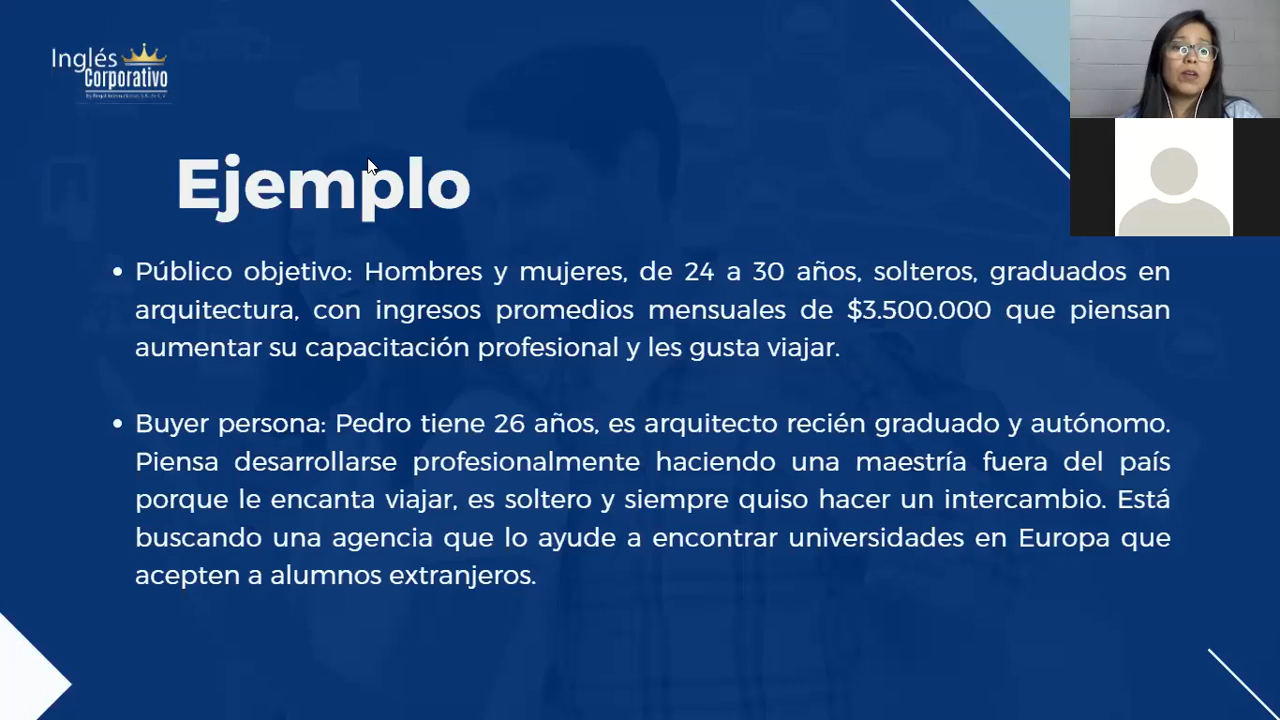 Inglés
Corporativo
Ejemplo
• Público objetivo: Hombres y mujeres, de 24 a 30 años, solteros, graduados en
arquitectura, con ingresos promedios mensuales de $3.500.000 que piensan
aumentar su capacitación profesional y les gusta viajar.
• Buyer persona: Pedro tiene 26 años, es arquitecto recién graduado y autónomo.
Piensa desarrollarse profesionalmente haciendo una maestría fuera del país
porque le encanta viajar, es soltero y siempre quiso hacer un intercambio. Está
buscando una agencia que lo ayude a encontrar universidades en Europa que
acepten a alumnos extranjeros.